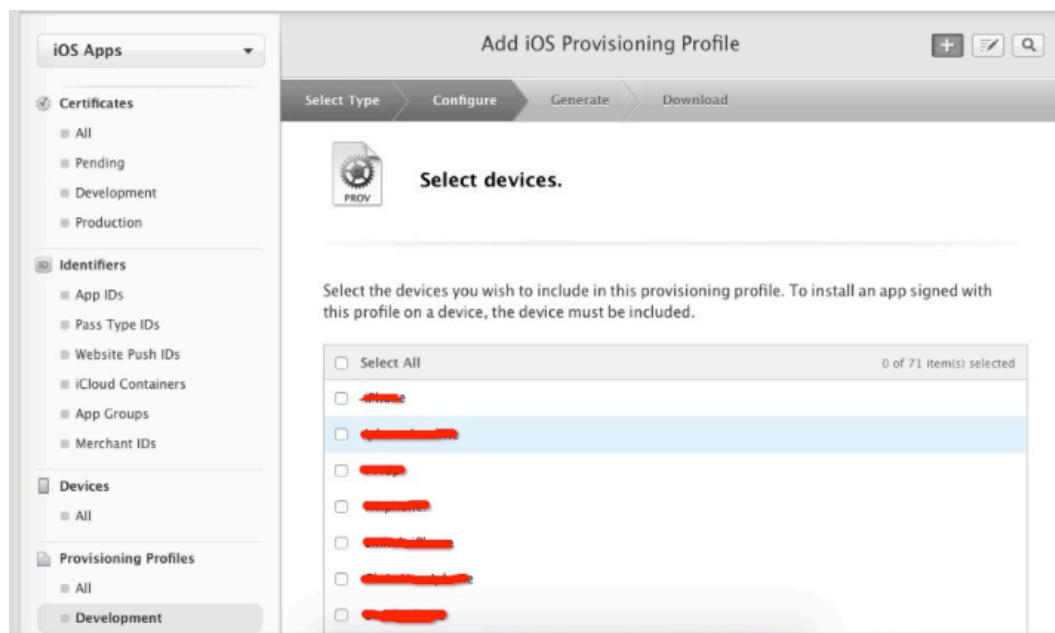 iOS Apps
Certificates
All
Pending
Development
Production
Identifiers
App IDs
Pass Type IDs
Website Push IDs
iCloud Containers
App Groups
Merchant IDs
Devices
All
Provisioning Profiles
All
Development
Add iOS Provisioning Profile
Select Type Configure Generate Download
PROV
Select devices.
Select the devices you wish to include in this provisioning profile. To install an app signed with
this profile on a device, the device must be included.
Select All 0 of 71 item(s) selected